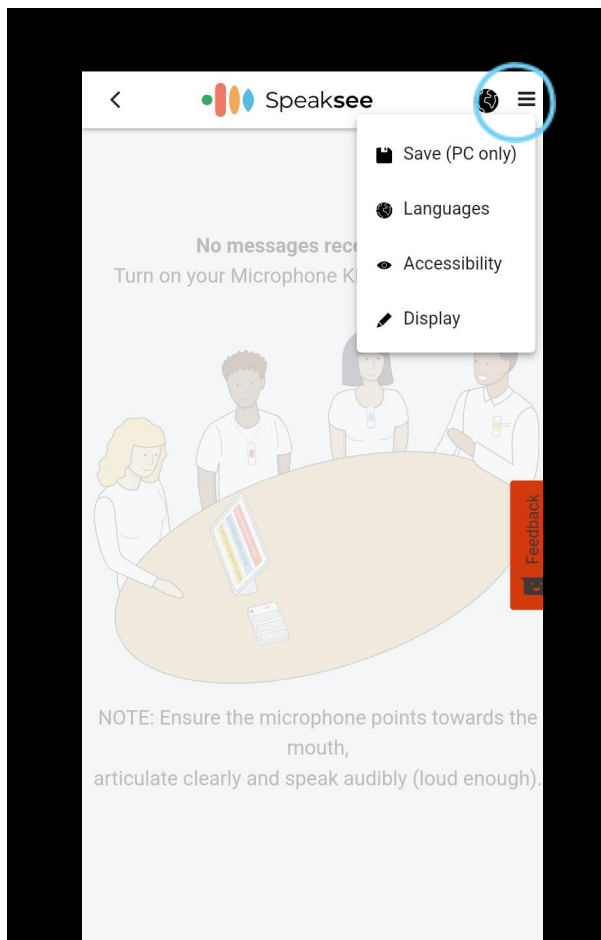 Speaksee
Save (PC only)
Languages
Accessibility
Display
No messages
Turn on your Microphone
Feedback
NOTE: Ensure the microphone points towards the
mouth,
articulate clearly and speak audibly (loud enough).